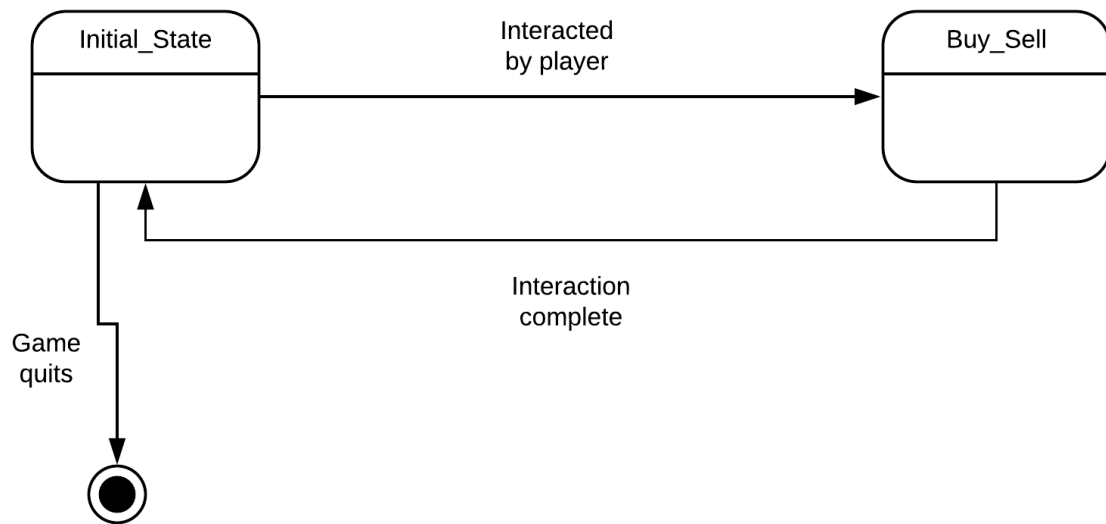 Initial_State
Interacted
by player
Buy_Sell
Interaction
complete
Game
quits